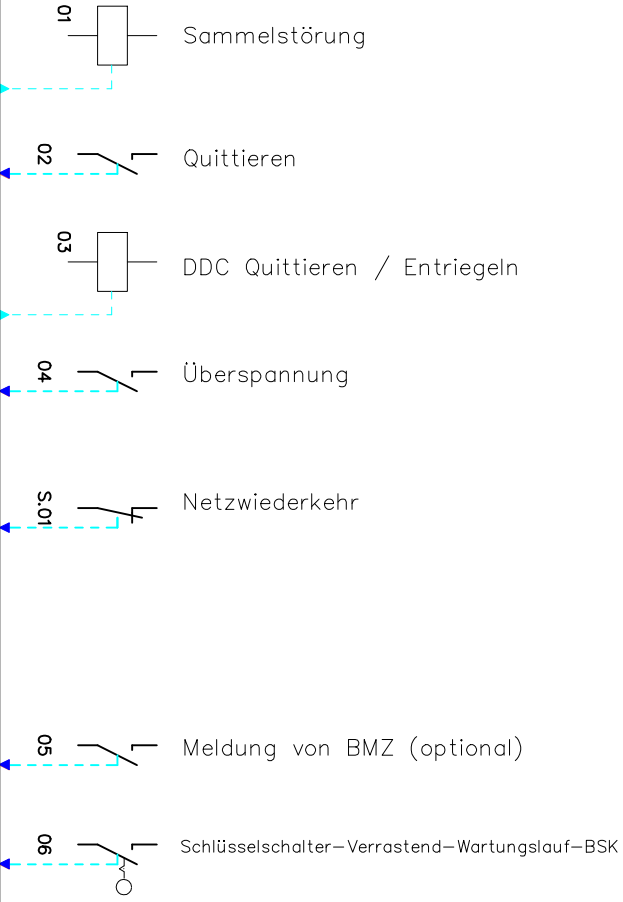 01
Sammelstörung
02
Quittieren
03
DDC Quittieren / Entriegeln
04
Überspannung
S.01
Netzwiederkehr
05
Meldung von BMZ (optional)
06
Schlüsselschalter-Verrastend-Wartungslauf-BSK